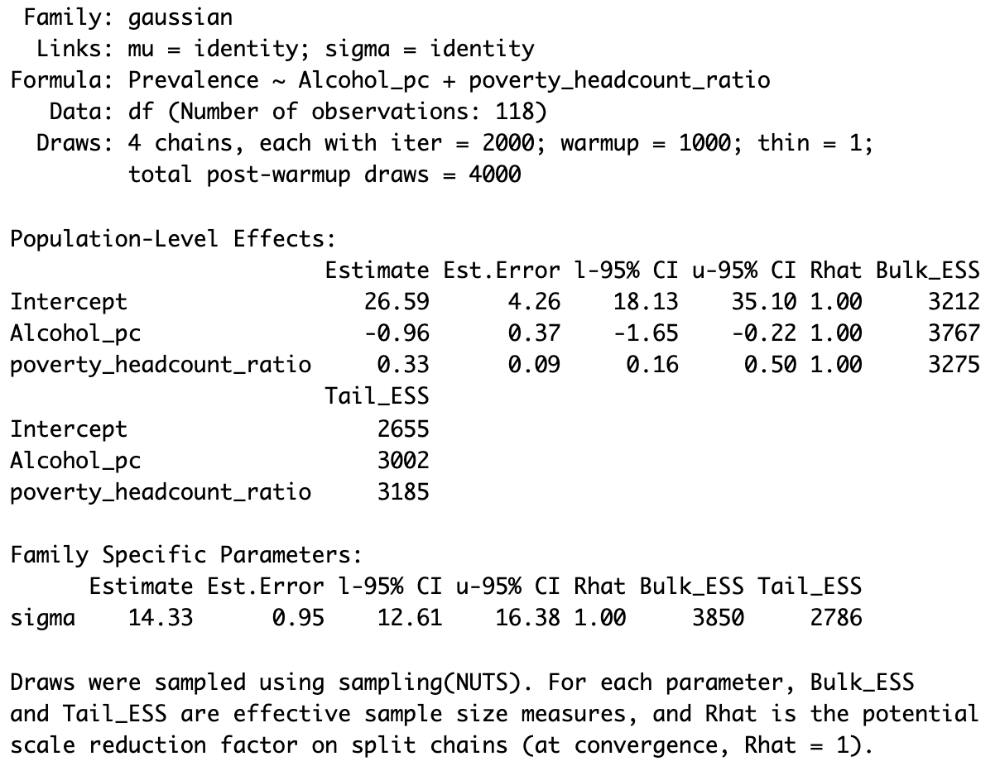 Family: gaussian
Links: mu = identity; sigma = identity
Formula: Prevalence ~ Alcohol_pc + poverty_headcount_ratio
Data: df (Number of observations: 118)
Draws: 4 chains, each with iter = 2000; warmup = 1000; thin = 1;
total post-warmup draws = 4000
Population-Level Effects:
Estimate Est.Error l-95% CI u-95% CI Rhat Bulk_ESS
Intercept 26.59 4.26 18.13 35.10 1.00 3212
Alcohol_pc -0.96 0.37 -1.65 -0.22 1.00 3767
poverty_headcount_ratio 0.33 0.09 0.16 0.50 1.00 3275
Tail_ESS
Intercept 2655
Alcohol_pc 3002
poverty_headcount_ratio 3185
Family Specific Parameters:
Estimate Est.Error l-95% CI u-95% CI Rhat Bulk_ESS Tail_ESS
sigma 14.33 0.95 12.61 16.38 1.00 3850 2786
Draws were sampled using sampling(NUTS). For each parameter, Bulk_ESS
and Tail_ESS are effective sample size measures, and Rhat is the potential
scale reduction factor on split chains (at convergence, Rhat = 1).